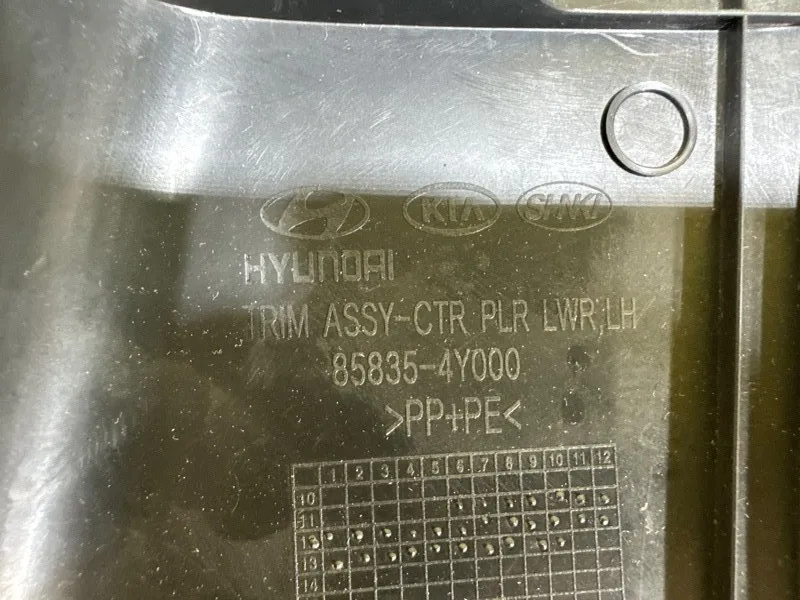 KIA SHNKI
HYUNDAI
TRIM ASSY-CTR PLR LWR,LH
85835-4Y000
>PP+PE<
1 2 3 4 5 6 7 8 9 10 11 12
10
11
12
13
14